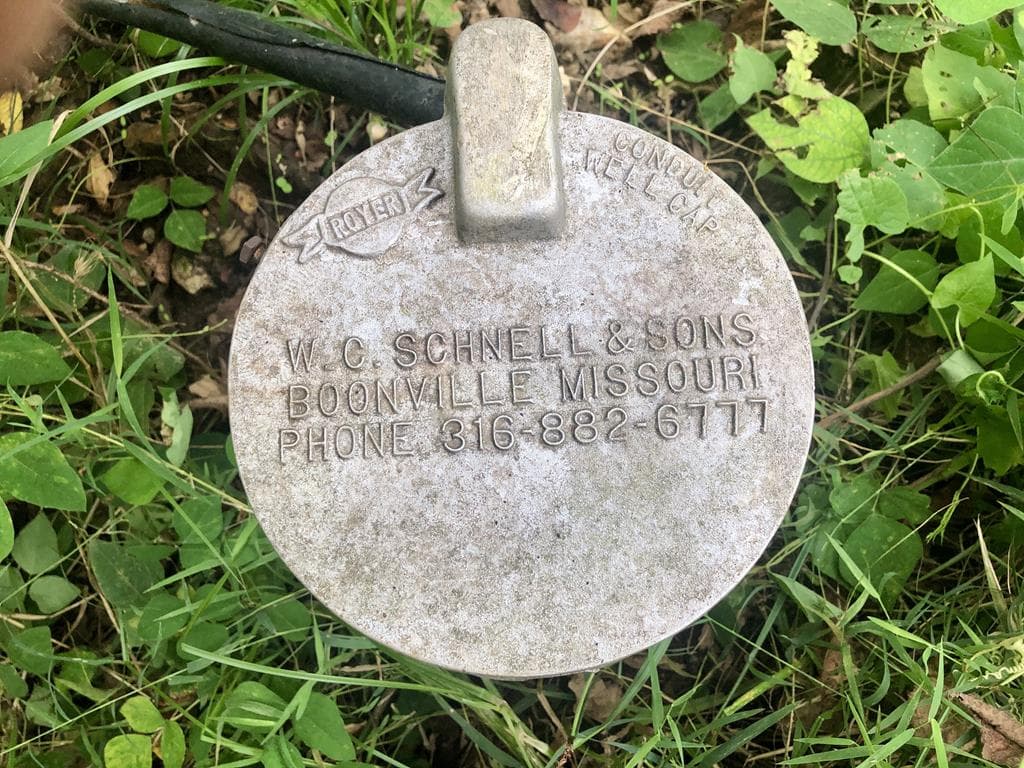 ROYER
CONDUIT
WELL CAP
W. C. SCHNELL & SONS
BOONVILLE MISSOURI
PHONE 316-882-6777